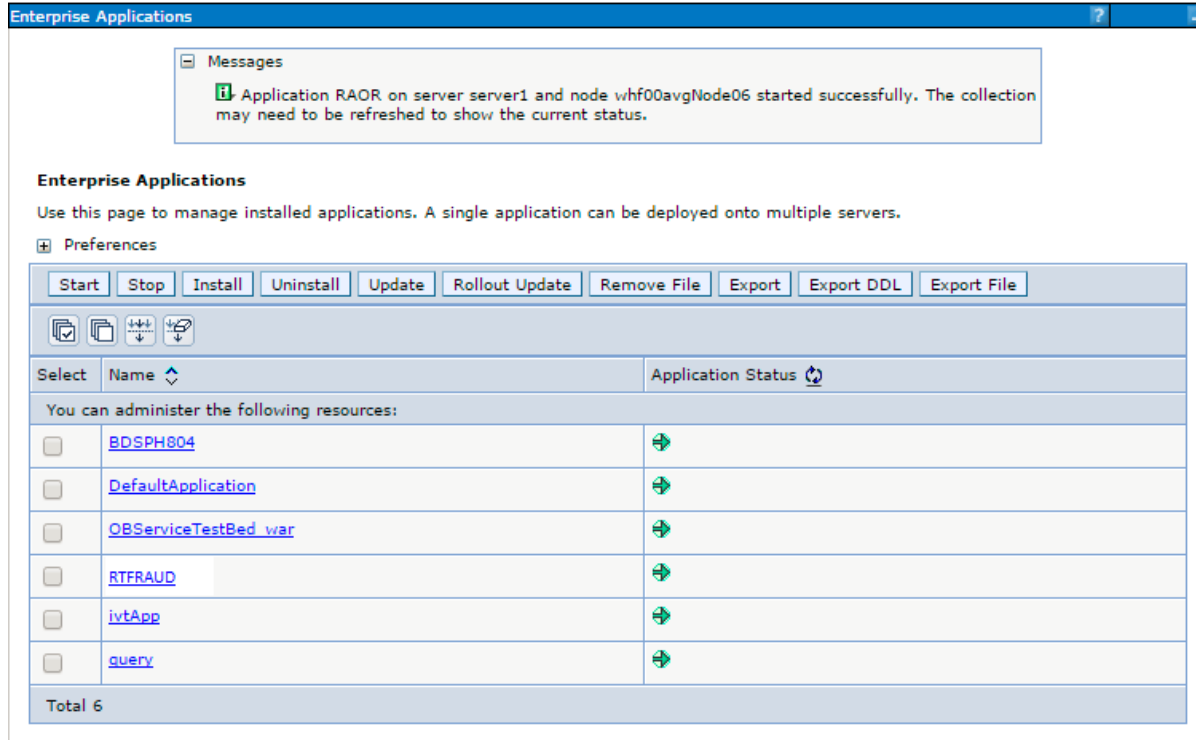 Enterprise Applications ?
Messages
Application RAOR on server server1 and node whf00avgNode06 started successfully. The collection
may need to be refreshed to show the current status.
Enterprise Applications
Use this page to manage installed applications. A single application can be deployed onto multiple servers.
Preferences
Start Stop Install Uninstall Update Rollout Update Remove File Export Export DDL Export File
Select Name Application Status
You can administer the following resources:
BDSPH804
DefaultApplication
OBServiceTestBed_war
RTFRAUD
ivtApp
query
Total 6